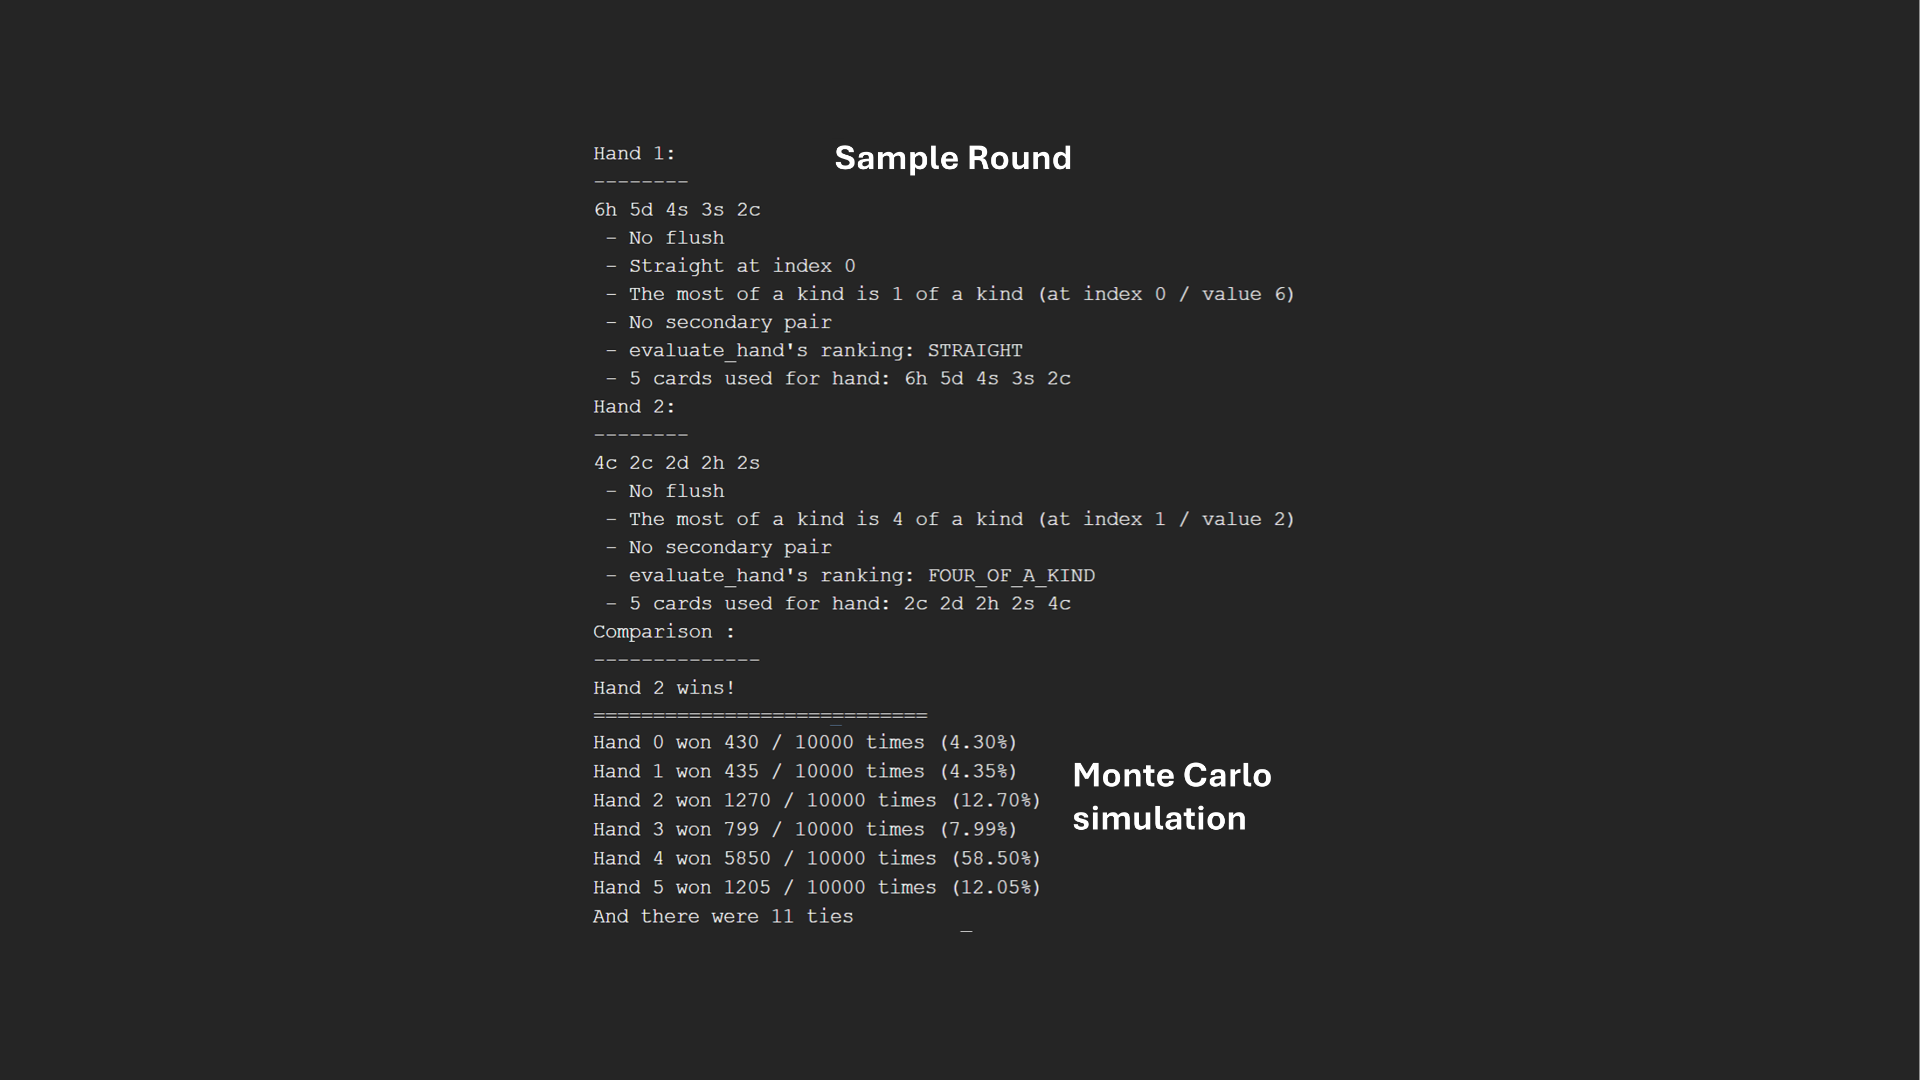 Hand 1:
Sample Round
--------
6h 5d 4s 3s 2c
- No flush
- Straight at index 0
- The most of a kind is 1 of a kind (at index 0 / value 6)
- No secondary pair
- evaluate_hand's ranking: STRAIGHT
- 5 cards used for hand: 6h 5d 4s 3s 2c
Hand 2:
--------
4c 2c 2d 2h 2s
- No flush
- The most of a kind is 4 of a kind (at index 1 / value 2)
- No secondary pair
- evaluate_hand's ranking: FOUR_OF_A_KIND
- 5 cards used for hand: 2c 2d 2h 2s 4c
Comparison :
--------------
Hand 2 wins!
============================
Hand 0 won 430 / 10000 times (4.30%)
Hand 1 won 435 / 10000 times (4.35%)
Hand 2 won 1270 / 10000 times (12.70%)
Hand 3 won 799 / 10000 times (7.99%)
Hand 4 won 5850 / 10000 times (58.50%)
Hand 5 won 1205 / 10000 times (12.05%)
And there were 11 ties
Monte Carlo
simulation